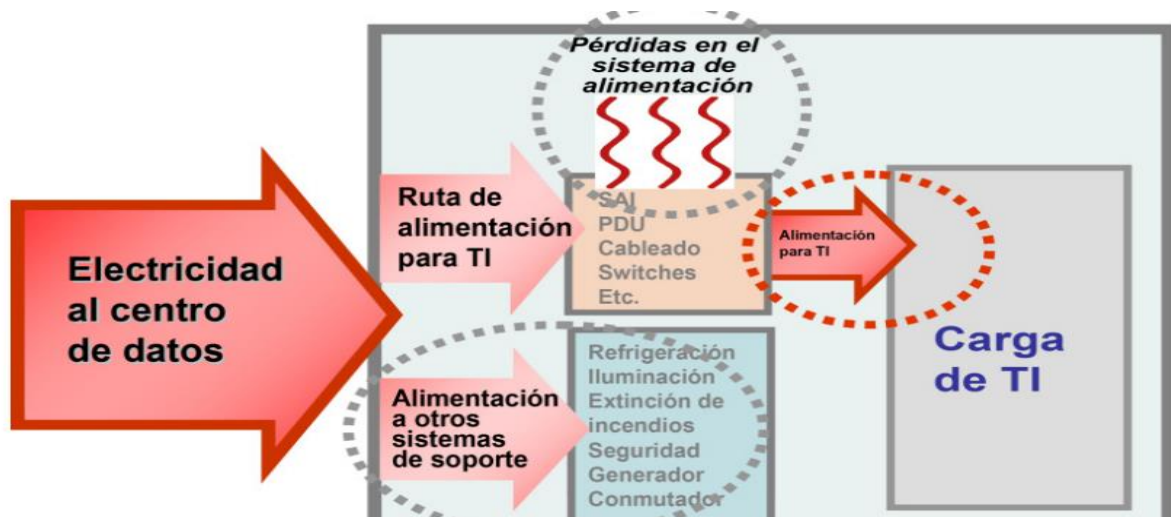 Pérdidas en el
sistema de
alimentación
Electricidad
al centro
de datos
Ruta de
alimentación
para TI
SAI
PDU
Cableado
Switches
Etc.
Alimentación
para TI
Carga
de TI
Alimentación
a otros
sistemas
de soporte
Refrigeración
Iluminación
Extinción de
incendios
Seguridad
Generador
Conmutador